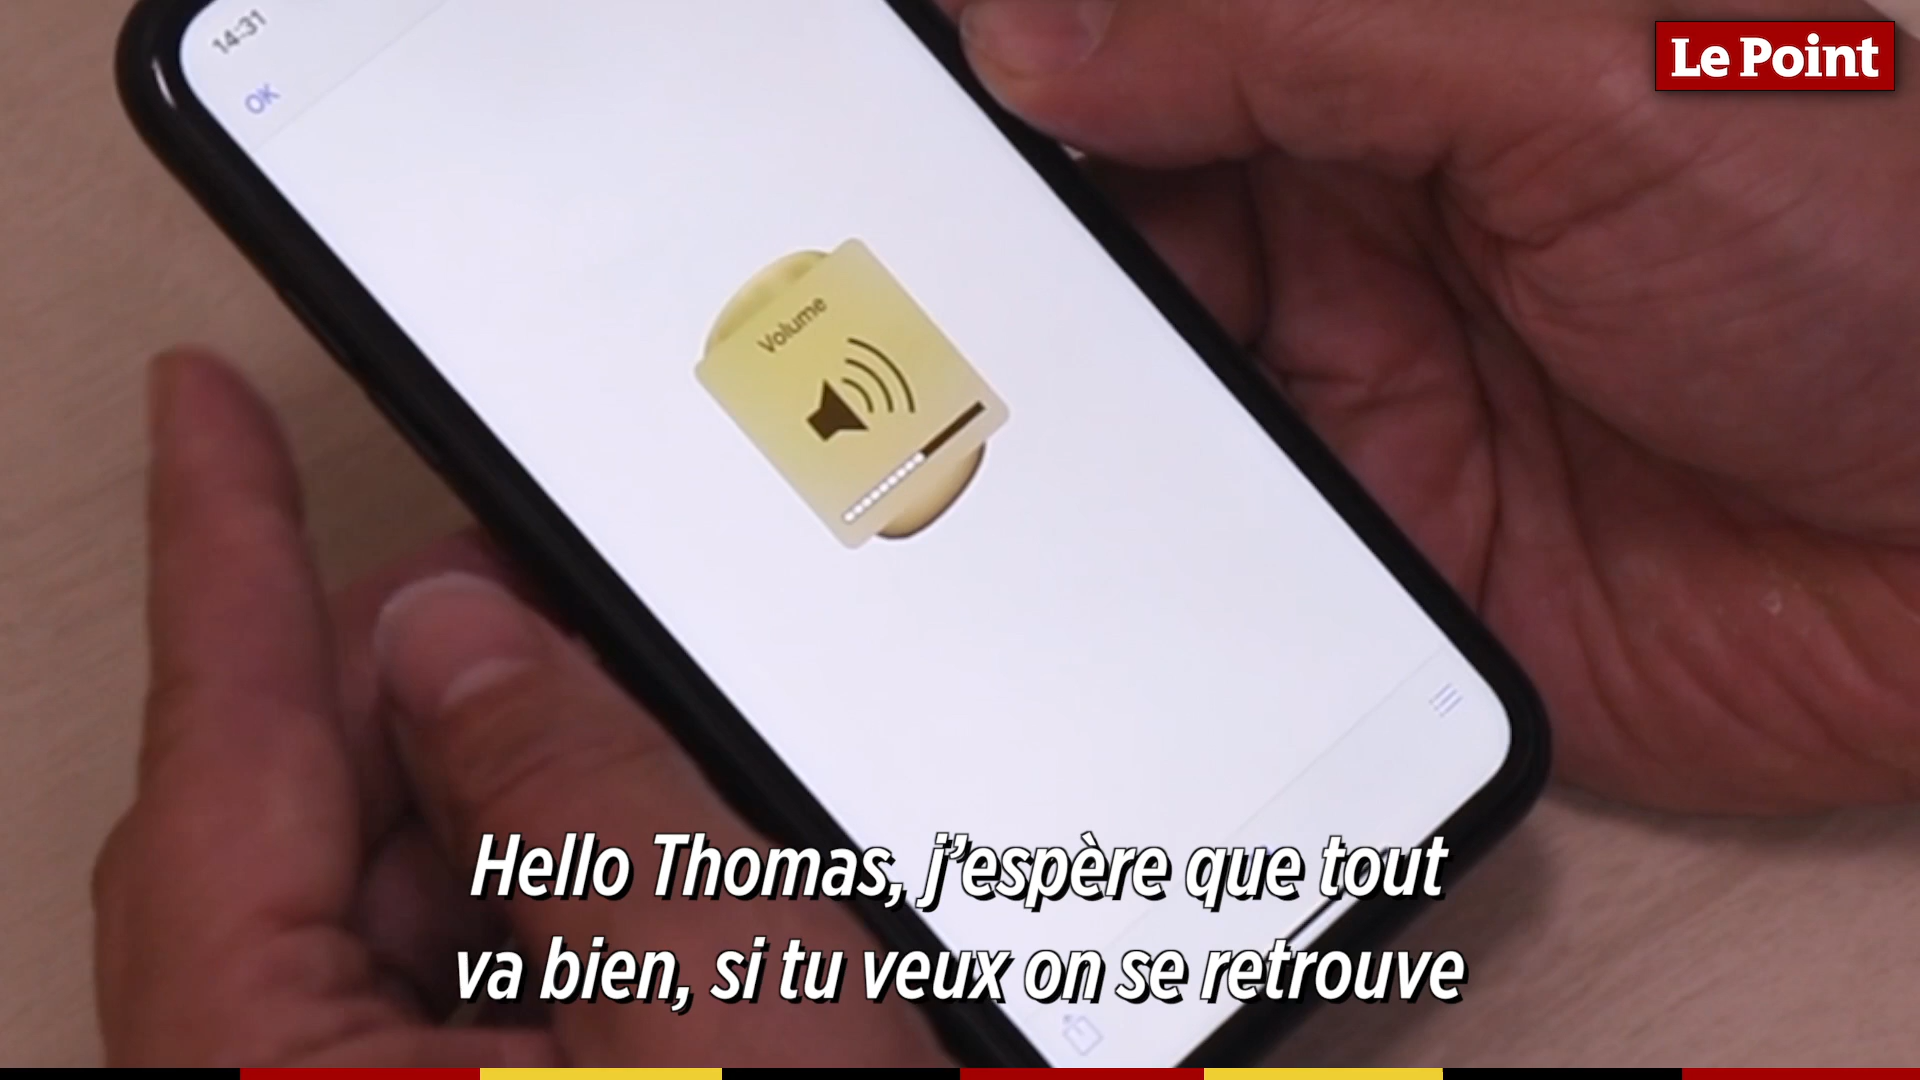 14:31
OK
Le Point
Volume
Hello Thomas, j’espère que tout
va bien, si tu veux on se retrouve